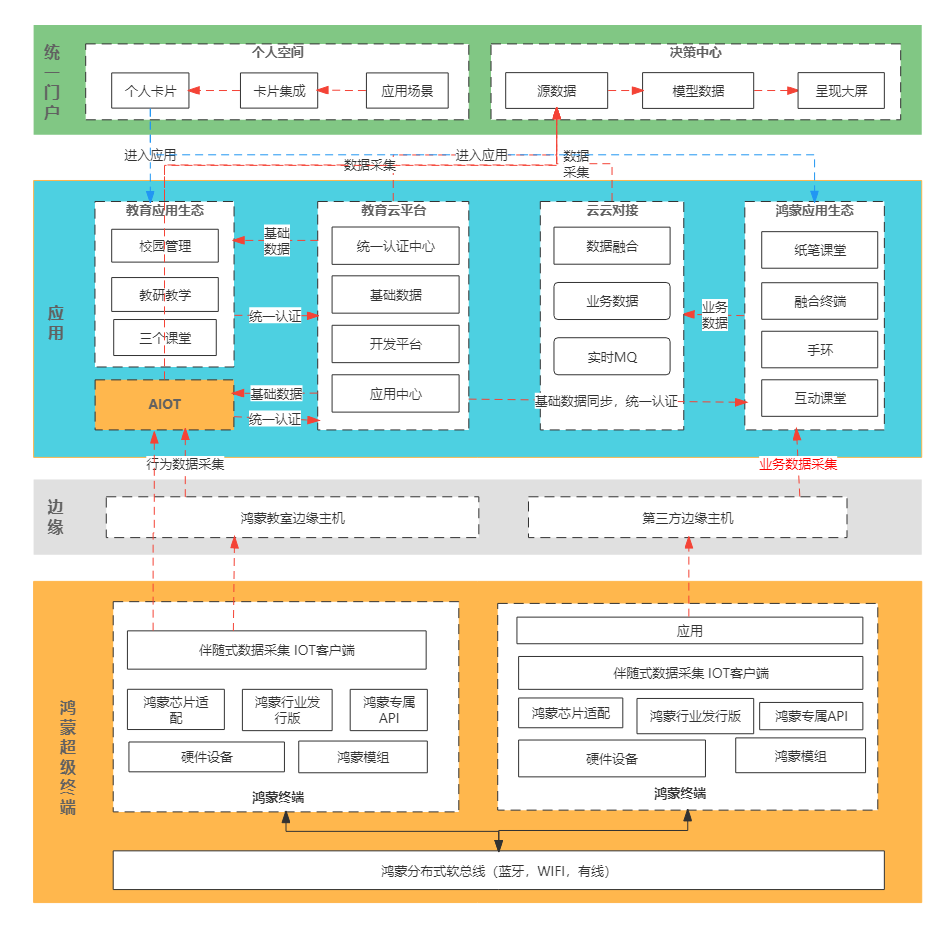 统一门户
个人空间
个人卡片
卡片集成
应用场景
决策中心
源数据
模型数据
呈现大屏
进入应用
数据采集
进入应用
数据
采集
应用
教育应用生态
校园管理
教研教学
三个课堂
AIOT
基础
数据
统一认证
基础数据
统一认证
教育云平台
统一认证中心
基础数据
开发平台
应用中心
云云对接
数据融合
业务数据
实时MQ
基础数据同步，统一认证
业务
数据
鸿蒙应用生态
纸笔课堂
融合终端
手环
互动课堂
行为数据采集
业务数据采集
边缘
鸿蒙教室边缘主机
第三方边缘主机
鸿蒙超级终端
伴随式数据采集 IOT客户端
鸿蒙芯片适
配
鸿蒙行业发
行版
鸿蒙专属
API
硬件设备
鸿蒙模组
鸿蒙终端
应用
伴随式数据采集 IOT客户端
鸿蒙芯片适配
鸿蒙行业发行版
鸿蒙专属API
硬件设备
鸿蒙模组
鸿蒙终端
鸿蒙分布式软总线（蓝牙，WIFI，有线）